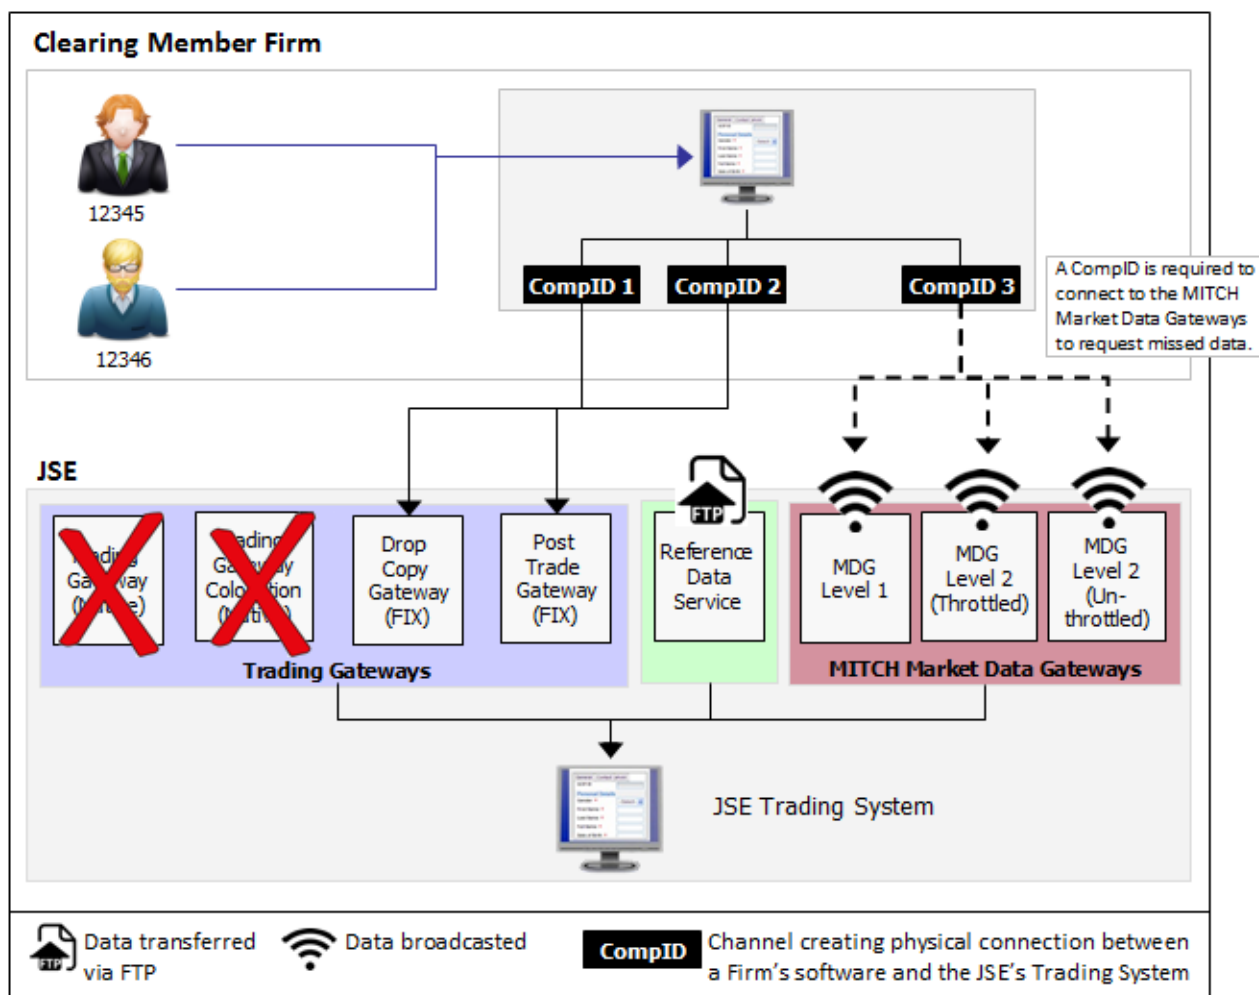 Clearing Member Firm
12345
12346
CompID 1
CompID 2
CompID 3
A CompID is required to
connect to the MITCH
Market Data Gateways
to request missed data.
JSE
Gateway
Drop
Copy
Gateway
(FIX)
Post
Trade
Gateway
(FIX)
FTP
Reference
Data
Service
MDG
Level 1
MDG
Level 2
(Throttled)
MDG
Level 2
(Un-
throttled)
Trading Gateways
MITCH Market Data Gateways
JSE Trading System
FTP
Data transferred
via FTP
Data broadcasted
CompID
Channel creating physical connection between
a Firm's software and the JSE's Trading System